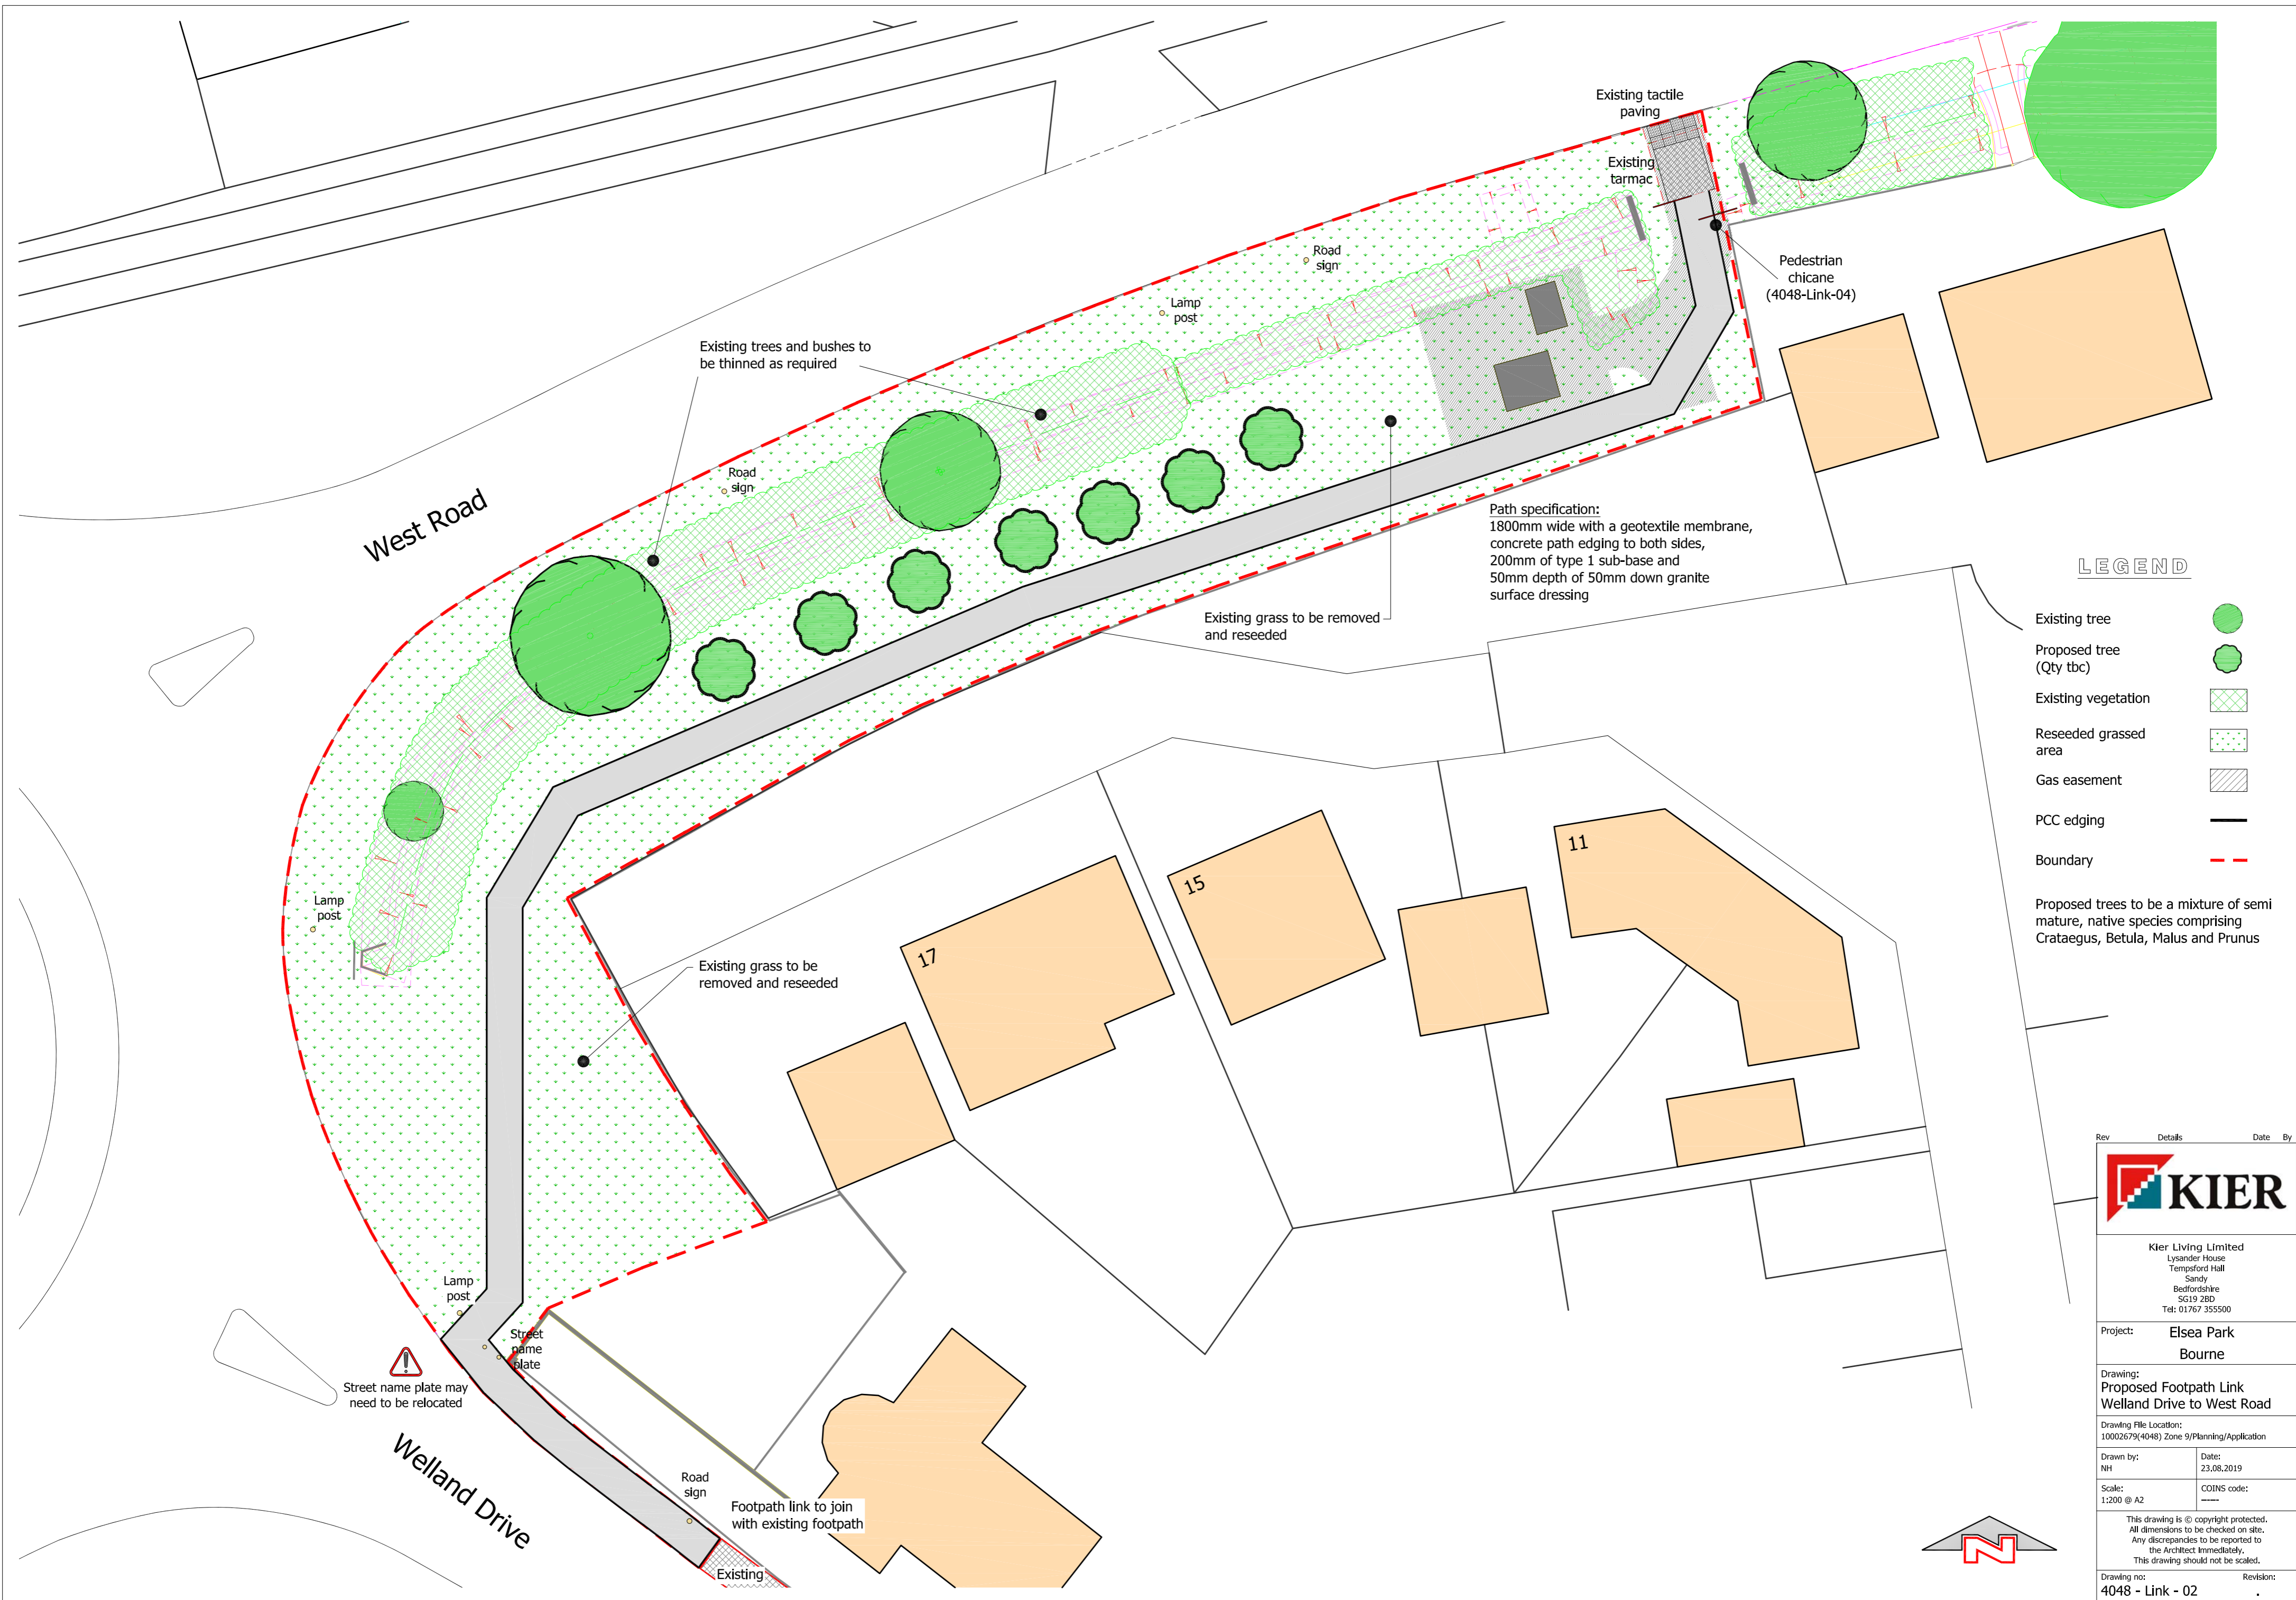 Existing tactile
paving
Existing
tarmac
Road
sign
Pedestrian
chicane
(4048-Link-04)
Lamp
post
Existing trees and bushes to
be thinned as required
Road
sign
West Road
Path specification:
1800mm wide with a geotextile membrane,
concrete path edging to both sides,
200mm of type 1 sub-base and
50mm depth of 50mm down granite
surface dressing
Existing grass to be removed
and reseeded
LEGEND
Existing tree
Proposed tree
(Qty tbc)
Existing vegetation
Reseeded grassed
area
Gas easement
PCC edging
Boundary
Proposed trees to be a mixture of semi
mature, native species comprising
Crataegus, Betula, Malus and Prunus
11
15
17
Lamp
post
Existing grass to be
removed and reseeded
Lamp
post
Street
name
plate
Street name plate may
need to be relocated
Welland Drive
Road
sign
Footpath link to join
with existing footpath
Existing
N
Rev Details Date By
KIER
Kier Living Limited
Lysander House
Tempsford Hall
Sandy
Bedfordshire
SG19 2BD
Tel: 01767 355500
Project: Elsea Park
Bourne
Drawing:
Proposed Footpath Link
Welland Drive to West Road
Drawing File Location:
10002679(4048) Zone 9/Planning/Application
Drawn by: Date:
NH 23.08.2019
Scale: COINS code:
1:200 @ A2 -----
This drawing is © copyright protected.
All dimensions to be checked on site.
Any discrepancies to be reported to
the Architect immediately.
This drawing should not be scaled.
Drawing no: Revision:
4048 - Link - 02 .